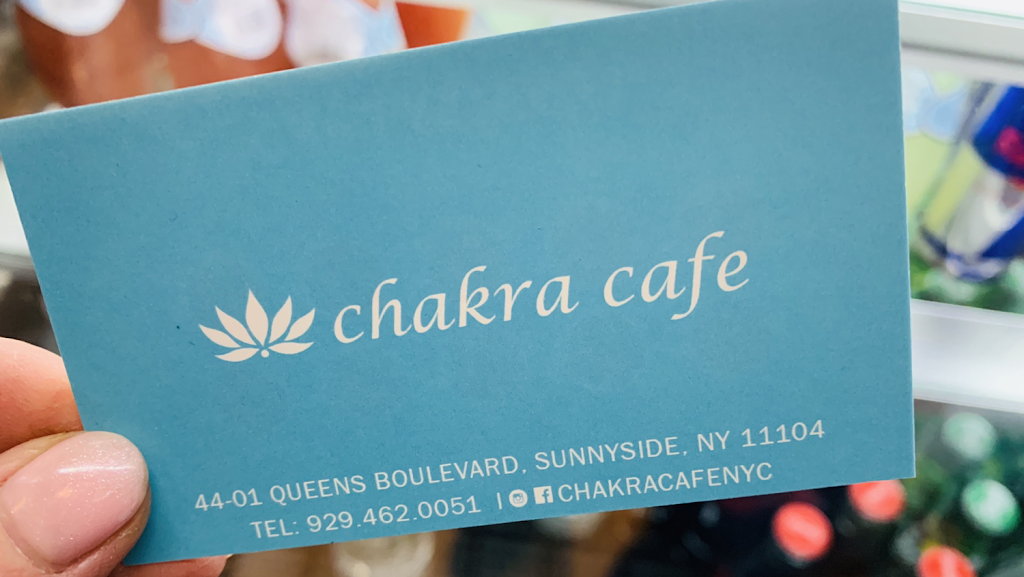 chakra cafe
44-01 QUEENS BOULEVARD, SUNNYSIDE, NY 11104
TEL: 929.462.0051 | CHAKRACAFENYC